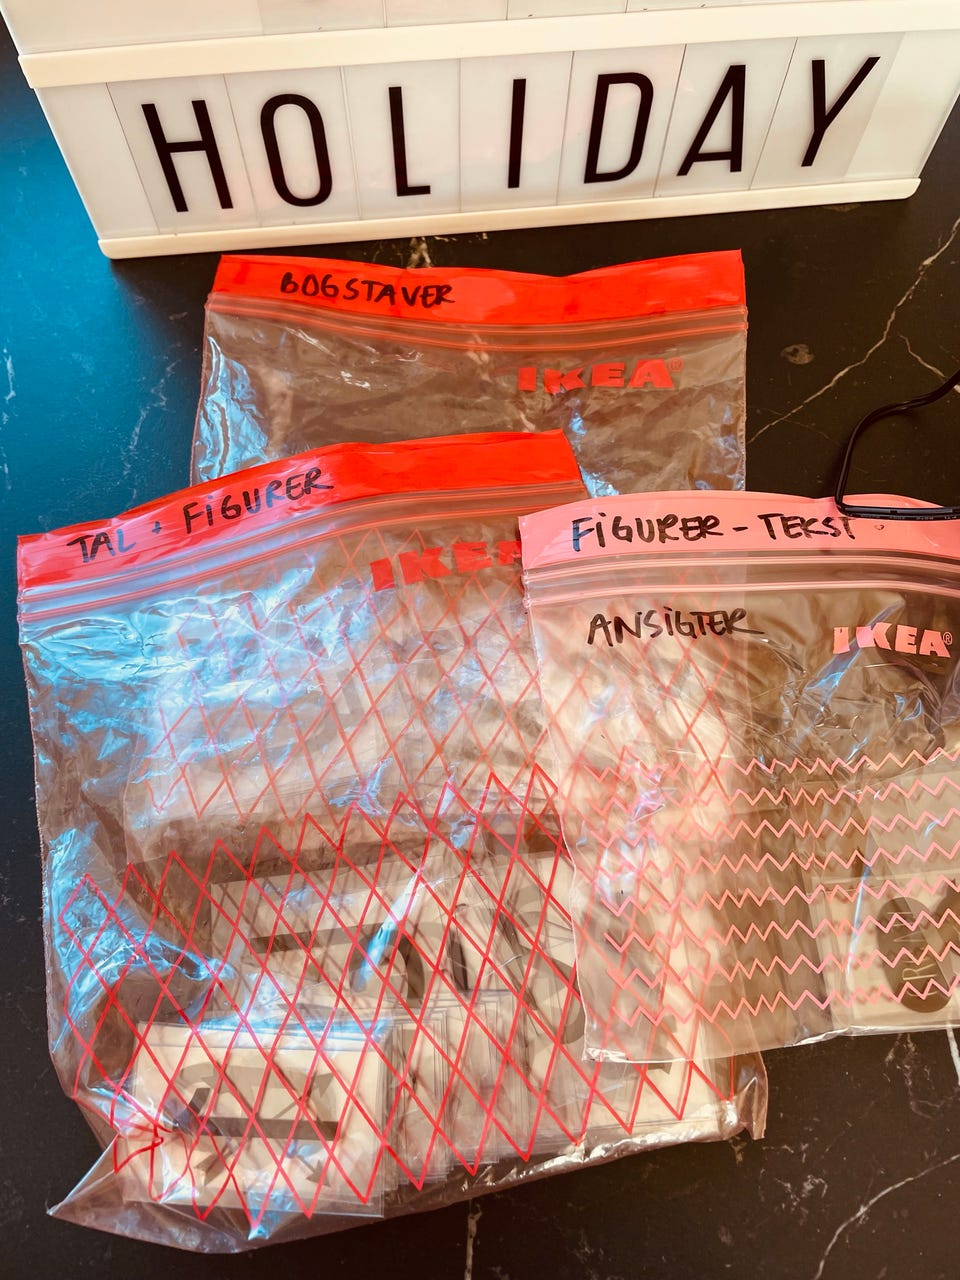 HOLIDAY
BOGSTAVER
IKEA®
TAL + FIGURER
IKEA
FIGURER - TEKST
ANSIGTER
IKEA®